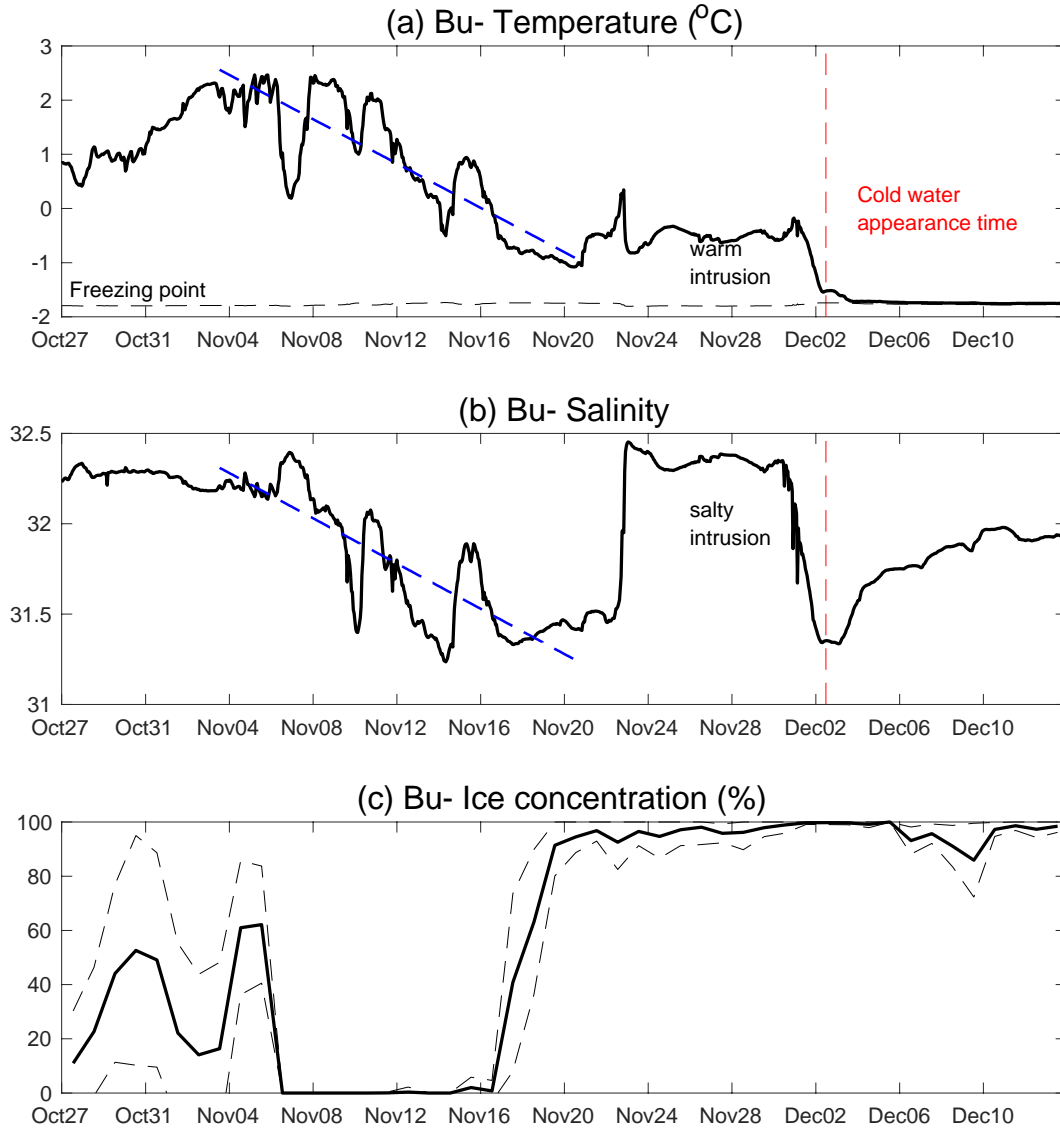 (a) Bu- Temperature (°C)
3
2
1
0
-1
-2
Cold water
appearance time
warm
intrusion
Freezing point
Oct27 Oct31 Nov04 Nov08 Nov12 Nov16 Nov20 Nov24 Nov28 Dec02 Dec06 Dec10
(b) Bu- Salinity
32.5
32
31.5
31
salty
intrusion
Oct27 Oct31 Nov04 Nov08 Nov12 Nov16 Nov20 Nov24 Nov28 Dec02 Dec06 Dec10
(c) Bu- Ice concentration (%)
100
80
60
40
20
0
Oct27 Oct31 Nov04 Nov08 Nov12 Nov16 Nov20 Nov24 Nov28 Dec02 Dec06 Dec10